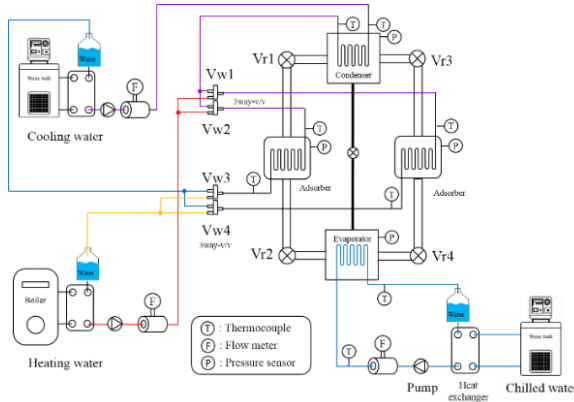 T
T
P
Vr1
Vr3
Condenser
Water
Water bath
F
Cooling water
Vw1
3way-v/v
Vw2
T
P
T
P
Vw3
T
Adsorber
T
Adsorber
Vw4
3way-v/v
Evaporator
P
Vr2
Vr4
Water
Boiler
T
Water
Water bath
F
T : Thermocouple
F : Flow meter
P : Pressure sensor
T
F
Heating water
Pump
Heat
exchanger
Chilled water